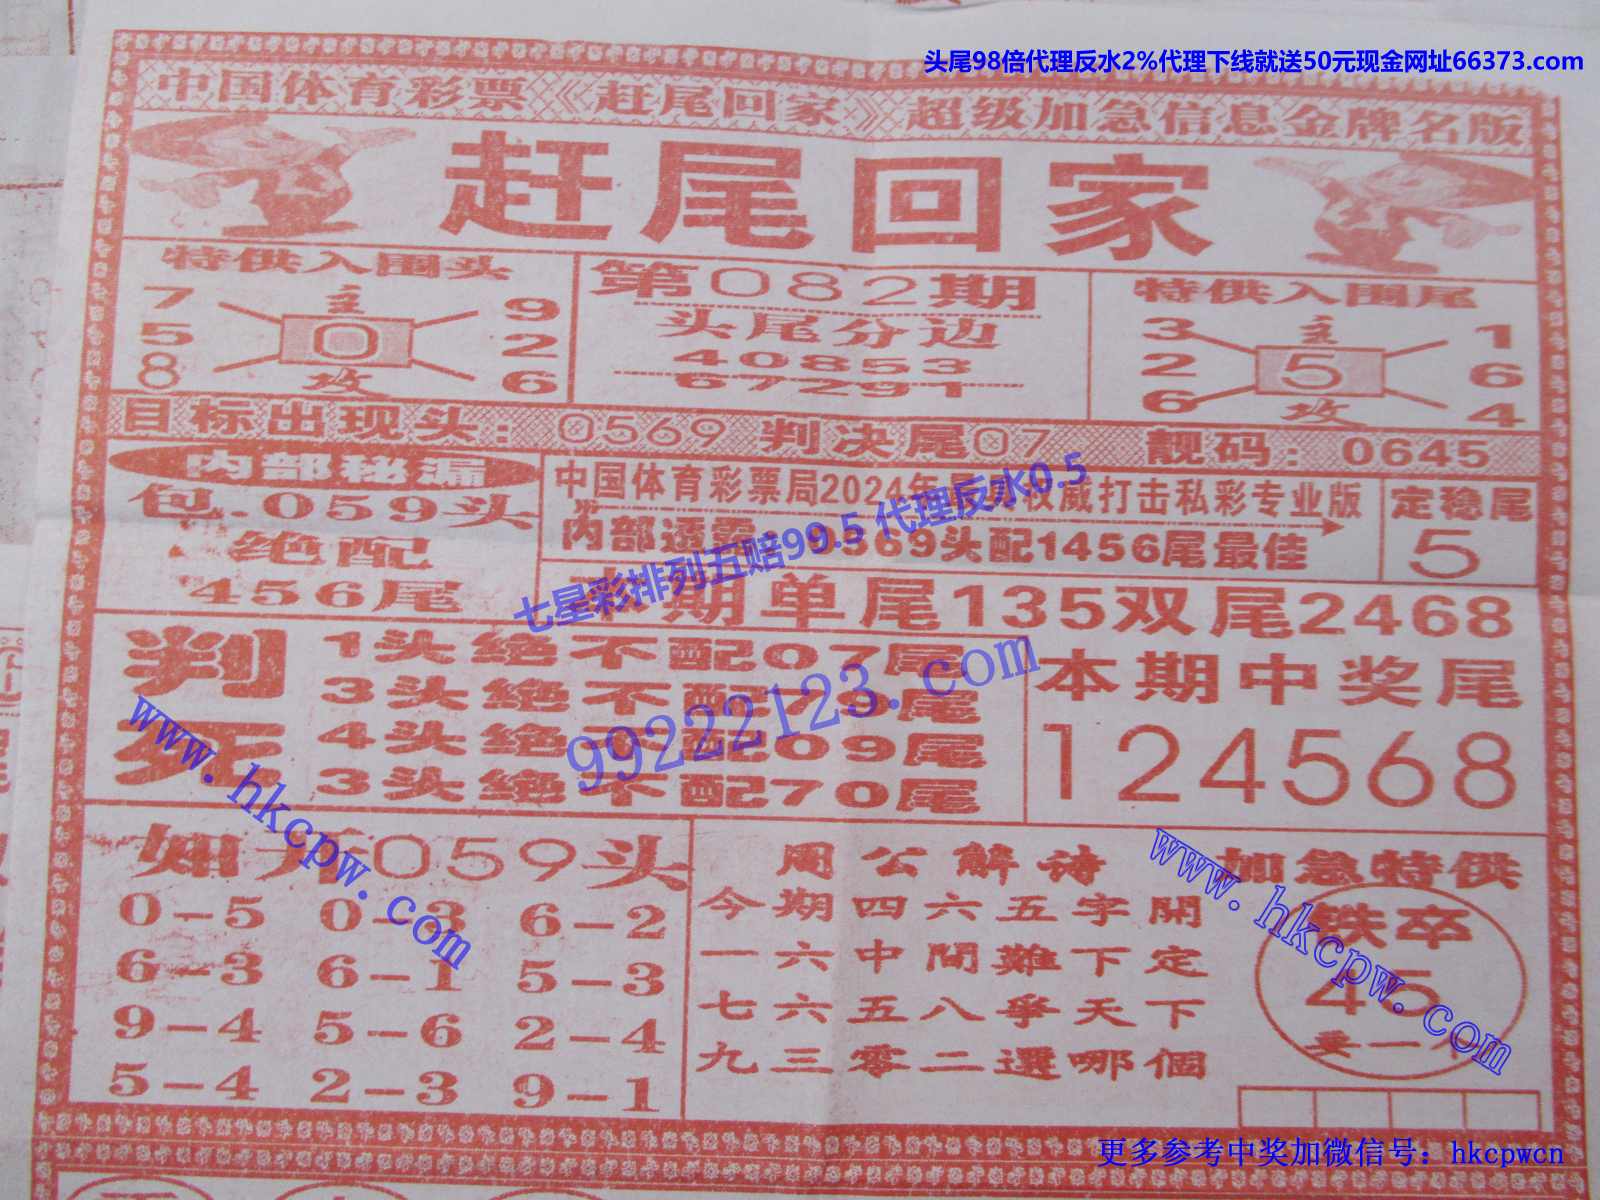 头尾98倍代理反水2%代理下线就送50元现金网址66373.com
中国体育彩票《赶尾回家》超级加急信息金牌名版
赶尾回家
特供入围头
7 主 9
5 0 2
8 攻 6
第082期
头尾分边
40853
67291
特供入围尾
3 主 1
2 5 6
6 攻 4
目标出现头：0569 判决尾07 靓码：0645
内部秘漏
包.059头
绝配
456尾
中国体育彩票局2024年 权威打击私彩专业版
内部透露 0569头配1456尾最佳
定稳尾
5
本期单尾135双尾2468
七星彩排列五赔99.5 代理反水0.5
99222123.com
判死
1头绝不配07尾
3头绝不配79尾
4头绝不配09尾
3头绝不配70尾
本期中奖尾
124568
www.hkcpw.com
如开059头
0-5 0-3 6-2
6-3 6-1 5-3
9-4 5-6 2-4
5-4 2-3 9-1
周公解诗
今期四六五字開
一六中間難下定
七六五八爭天下
九三零二選哪個
加急特供
铁卒
45
www.hkcpw.com
更多参考中奖加微信号：hkcpwcn